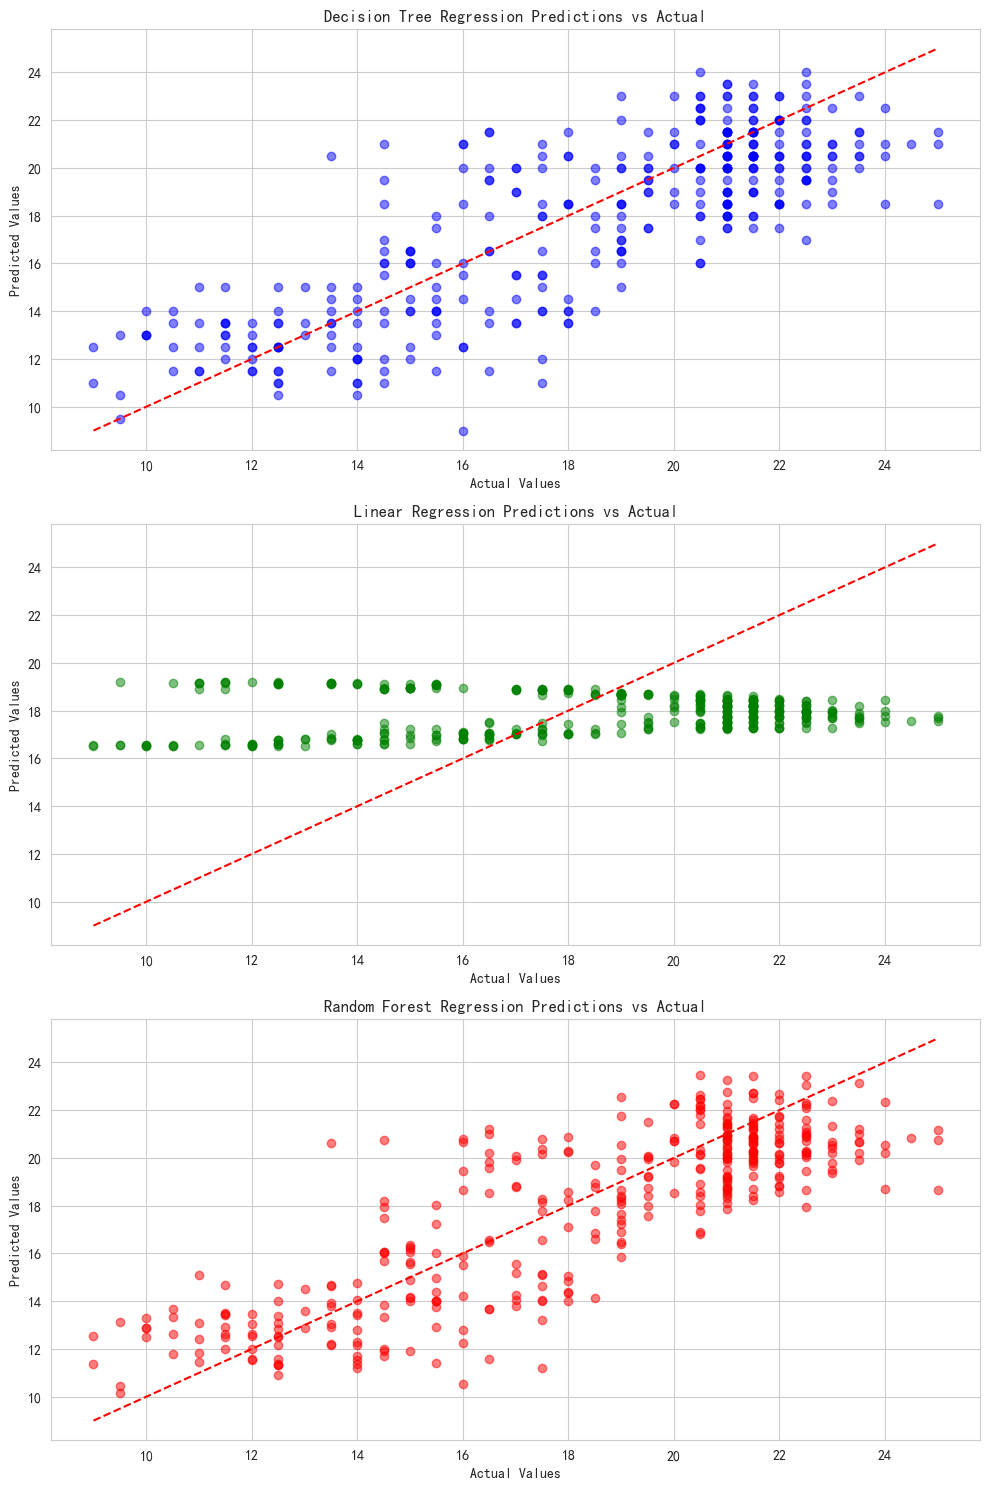 Decision Tree Regression Predictions vs Actual
24
22
20
18
16
14
12
10
Predicted Values
10 12 14 16 18 20 22 24
Actual Values
Linear Regression Predictions vs Actual
24
22
20
18
16
14
12
10
Predicted Values
10 12 14 16 18 20 22 24
Actual Values
Random Forest Regression Predictions vs Actual
24
22
20
18
16
14
12
10
Predicted Values
10 12 14 16 18 20 22 24
Actual Values